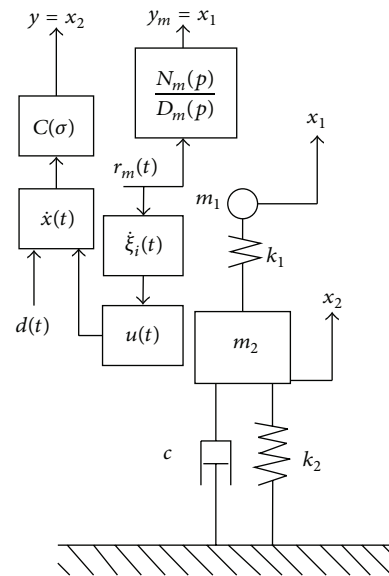 y = x₂
yₘ = x₁
Nₘ(p)
Dₘ(p)
C(σ)
rₘ(t)
x₁
m₁
ẋ(t)
ξ̇ᵢ(t)
k₁
x₂
d(t)
u(t)
m₂
c
k₂